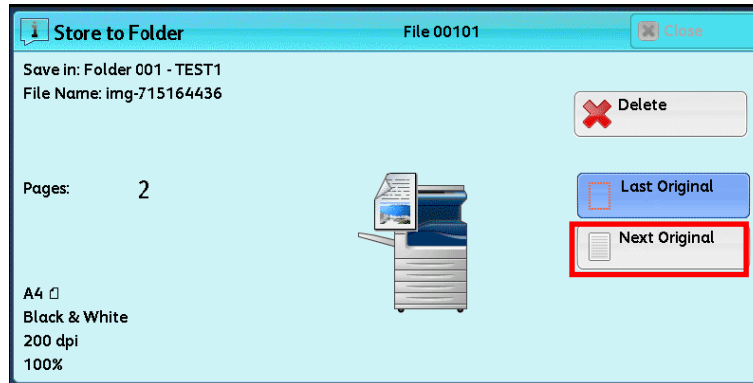 Store to Folder
File 00101
Close
Save in: Folder 001 - TEST1
File Name: img-715164436
Delete
Pages: 2
Last Original
Next Original
A4
Black & White
200 dpi
100%